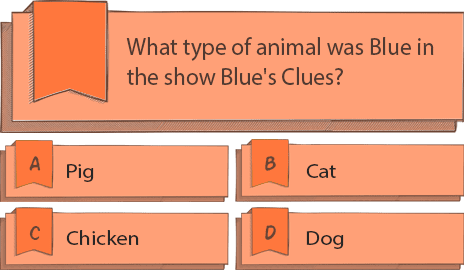 What type of animal was Blue in
the show Blue's Clues?
A Pig
B Cat
C Chicken
D Dog